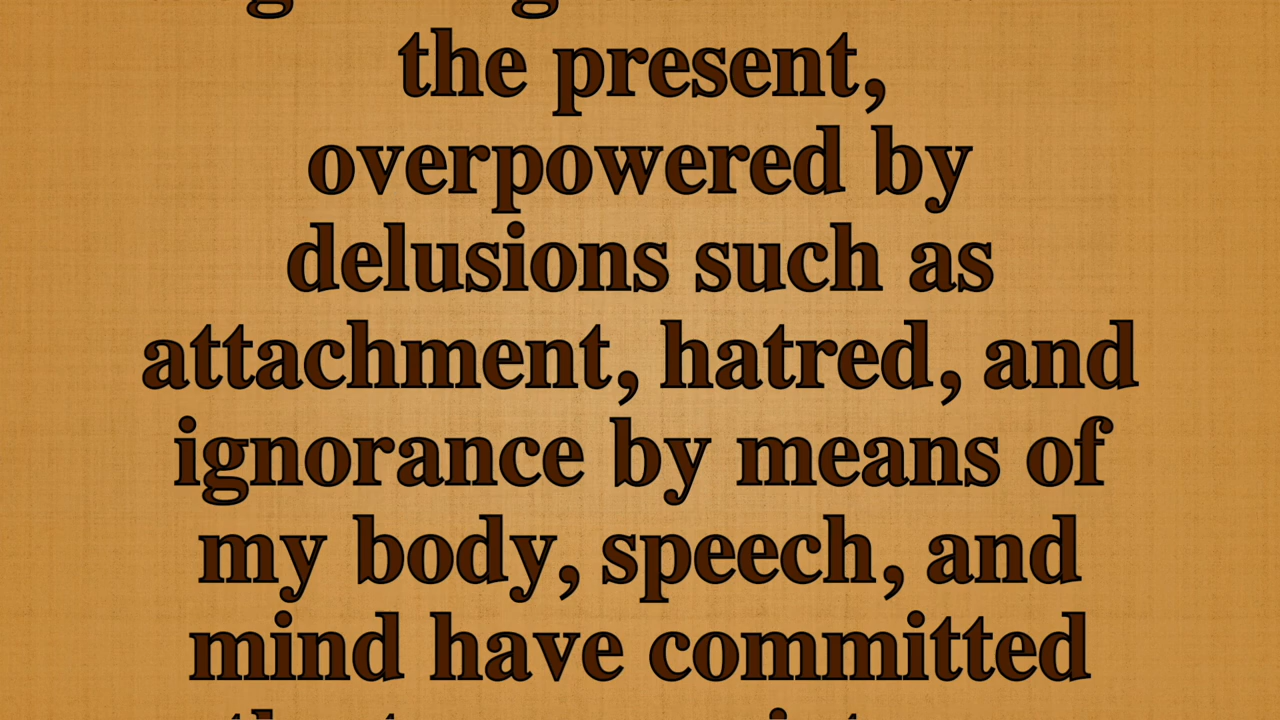 the present,
overpowered by
delusions such as
attachment, hatred, and
ignorance by means of
my body, speech, and
mind have committed